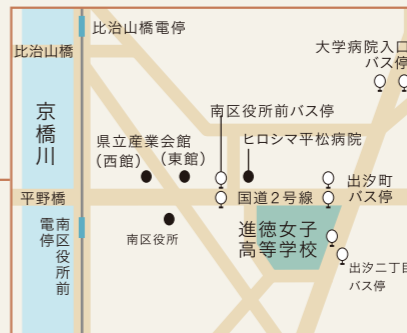 比治山橋電停
比治山橋
大学病院入口
バス停
京橋川
南区役所前バス停
県立産業会館
(西館)
(東館)
ヒロシマ平松病院
平野橋
国道2号線
出汐町
バス停
南区役所前
電停
南区役所
進徳女子
高等学校
出汐二丁目
バス停